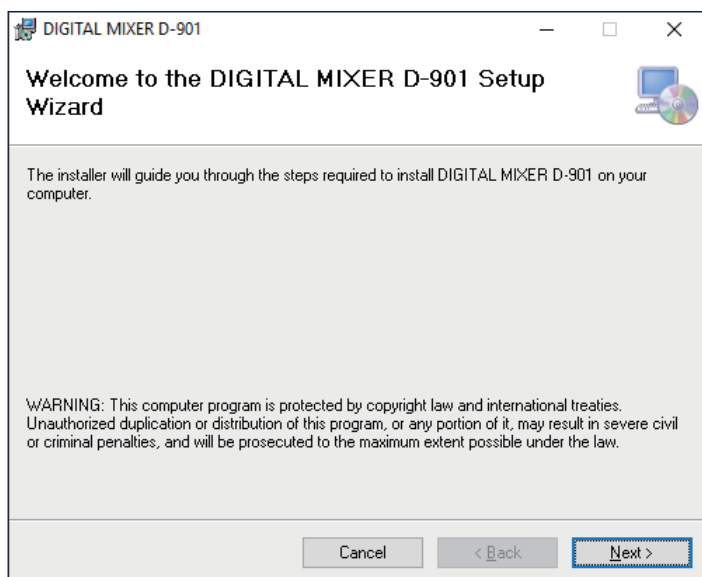 DIGITAL MIXER D-901
Welcome to the DIGITAL MIXER D-901 Setup
Wizard
The installer will guide you through the steps required to install DIGITAL MIXER D-901 on your
computer.
WARNING: This computer program is protected by copyright law and international treaties.
Unauthorized duplication or distribution of this program, or any portion of it, may result in severe civil
or criminal penalties, and will be prosecuted to the maximum extent possible under the law.
Cancel < Back Next >